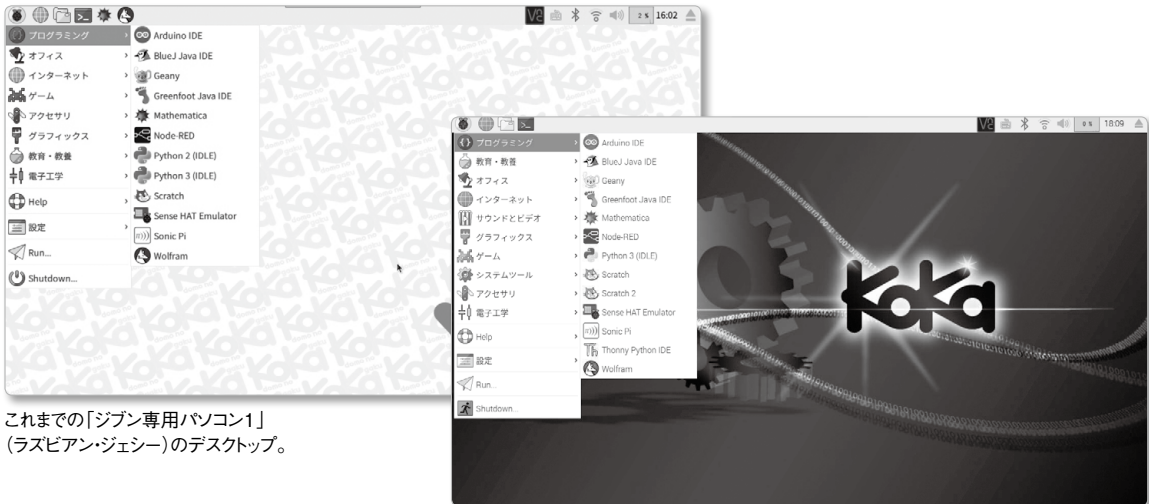 2 % 16:02
プログラミング
オフィス
インターネット
ゲーム
アクセサリ
グラフィックス
教育・教養
電子工学
Help
設定
Run...
Shutdown...
Arduino IDE
BlueJ Java IDE
Geany
Greenfoot Java IDE
Mathematica
Node-RED
Python 2 (IDLE)
Python 3 (IDLE)
Scratch
Sense HAT Emulator
Sonic Pi
Wolfram
これまでの「ジブン専用パソコン1」
(ラズビアン・ジェシー)のデスクトップ。
0 % 18:09
プログラミング
教育・教養
オフィス
インターネット
サウンドとビデオ
グラフィックス
ゲーム
システムツール
アクセサリ
電子工学
Help
設定
Run...
Shutdown...
Arduino IDE
BlueJ Java IDE
Geany
Greenfoot Java IDE
Mathematica
Node-RED
Python 3 (IDLE)
Scratch
Scratch 2
Sense HAT Emulator
Sonic Pi
Thonny Python IDE
Wolfram
KoKa